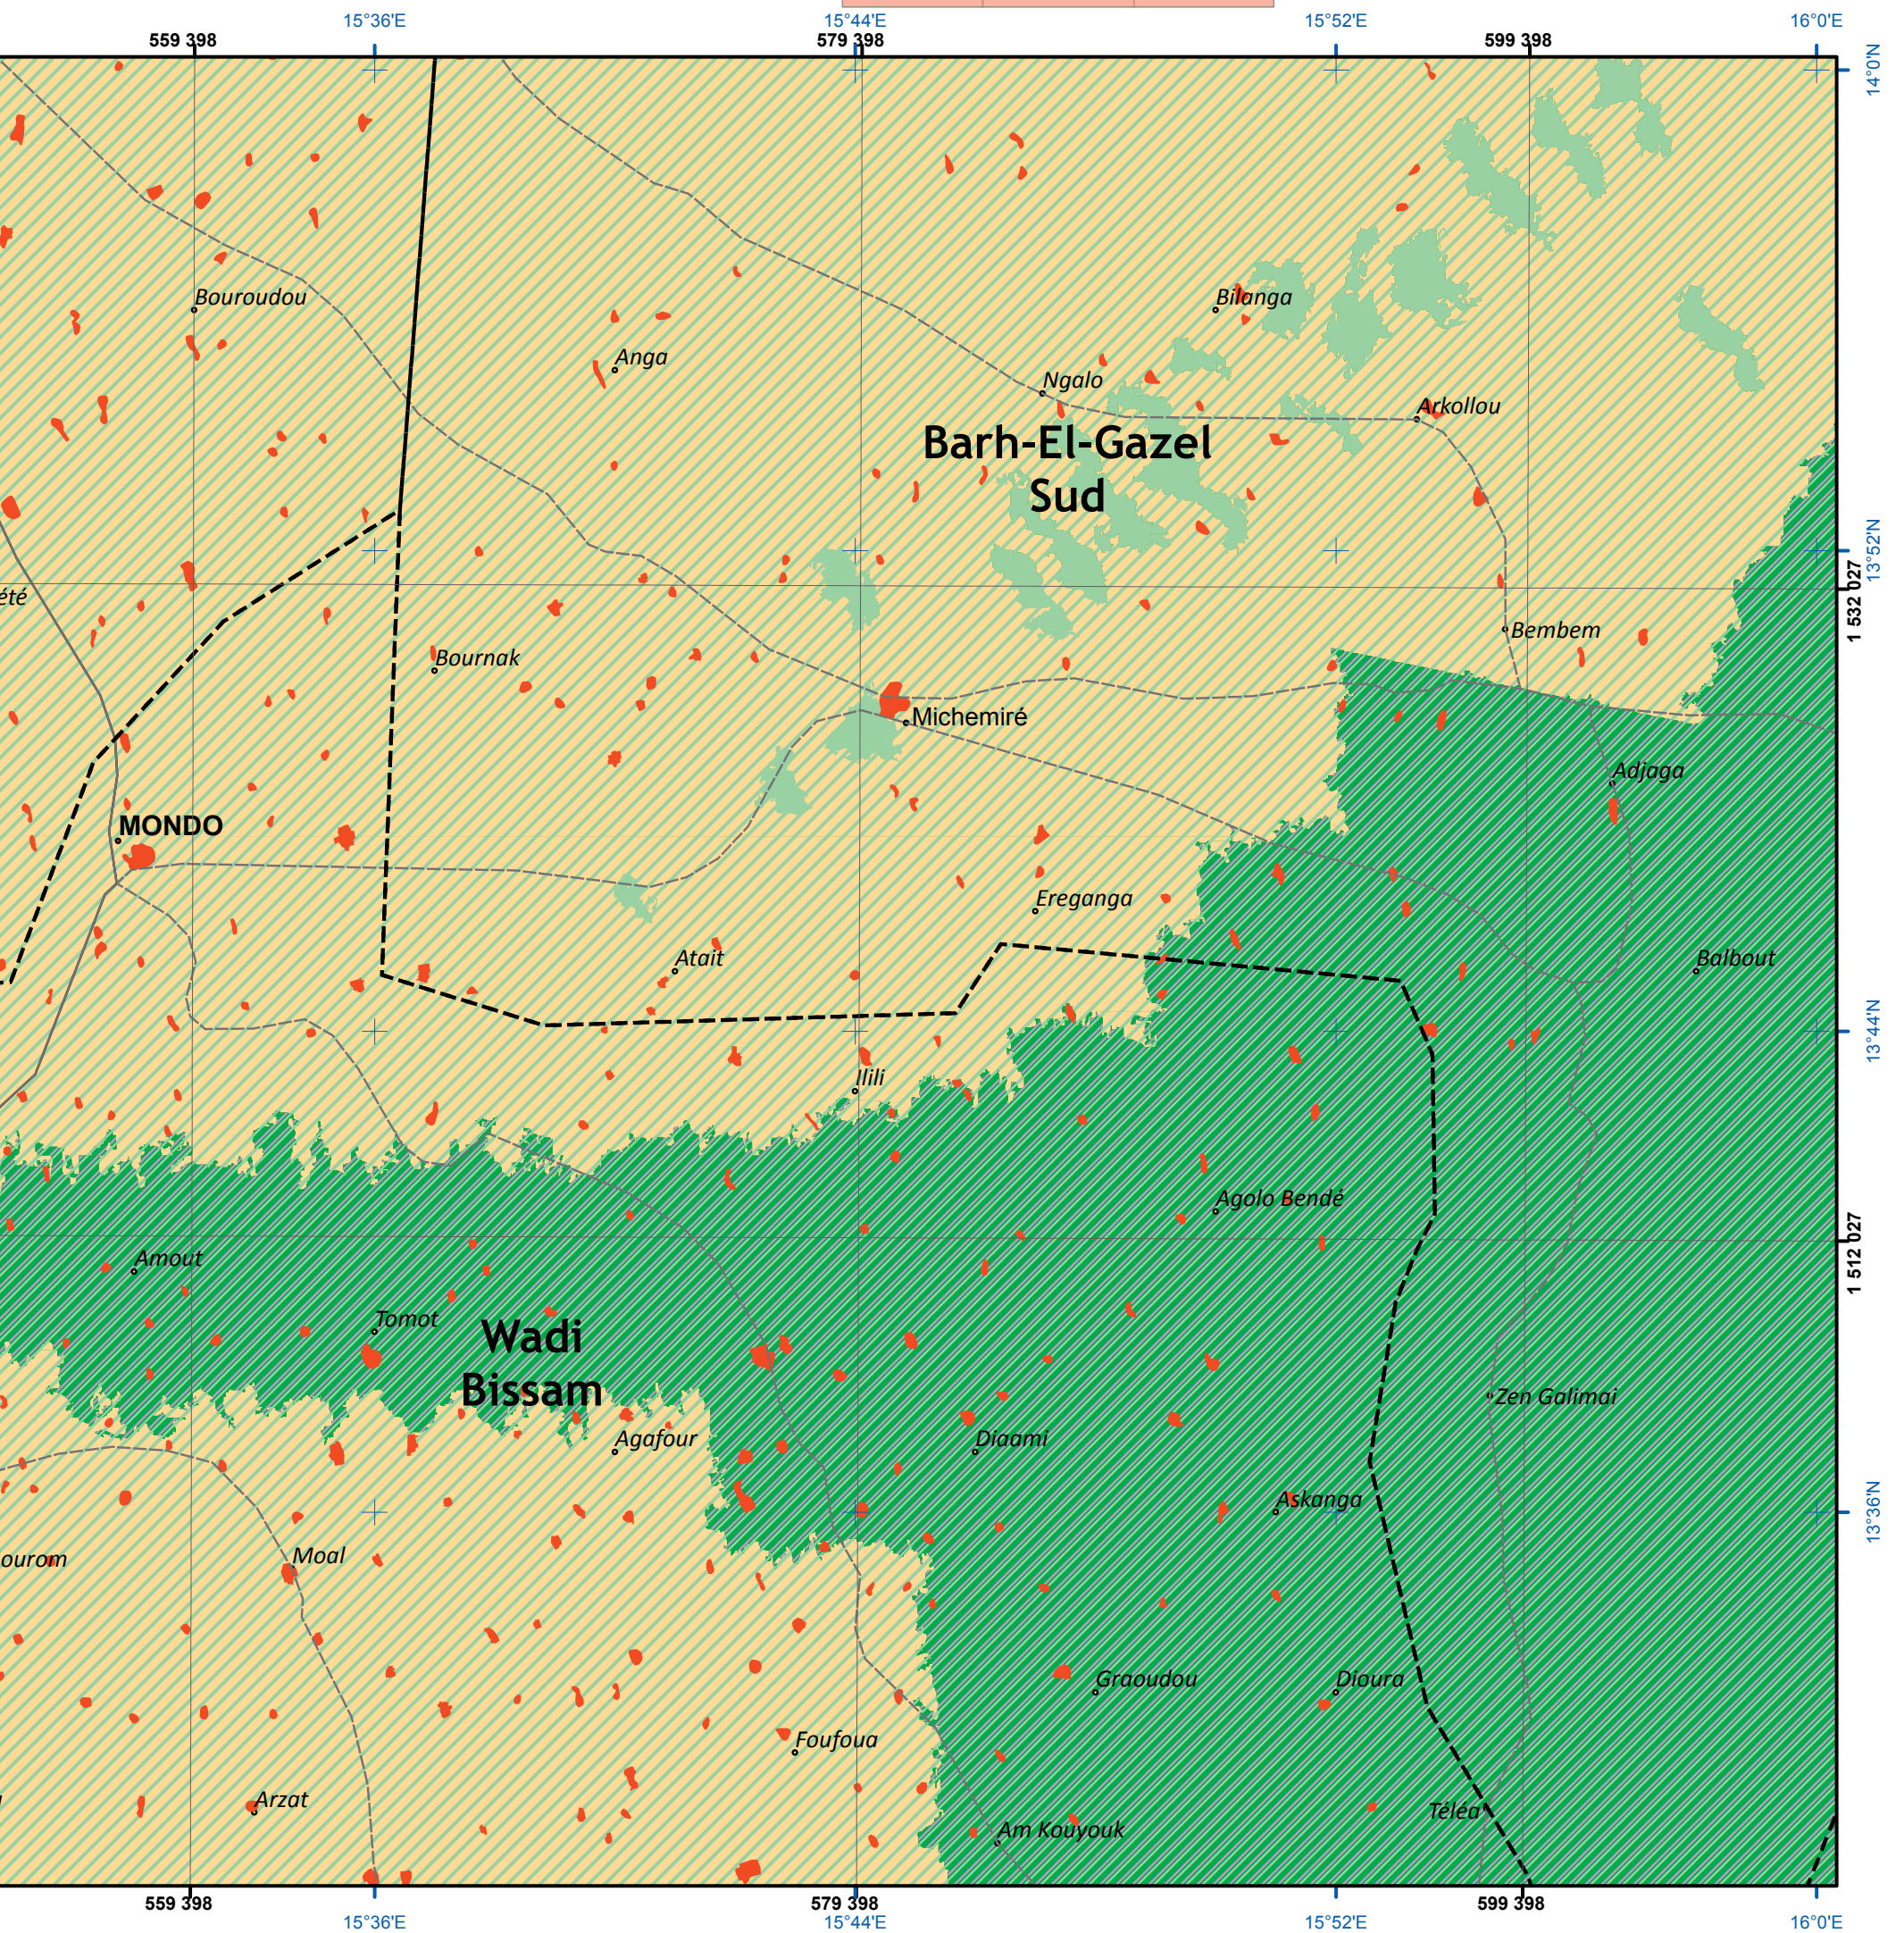 15°36'E
15°44'E
15°52'E
16°0'E
559 398
579 398
599 398
14°0'N
Bouroudou
Bilanga
Anga
Ngalo
Arkollou
Barh-El-Gazel
Sud
13°52'N
été
1 532 027
Bembem
Bournak
Michemiré
Adjaga
MONDO
Ereganga
Atait
Balbout
13°44'N
Ilili
Agolo Bendé
1 512 027
Amout
Tomot
Wadi
Bissam
Zen Galimai
Agafour
Diaami
Askanga
13°36'N
ourom
Moal
Graoudou
Dioura
Foufoua
Arzat
Téléa
Am Kouyouk
559 398
579 398
599 398
15°36'E
15°44'E
15°52'E
16°0'E